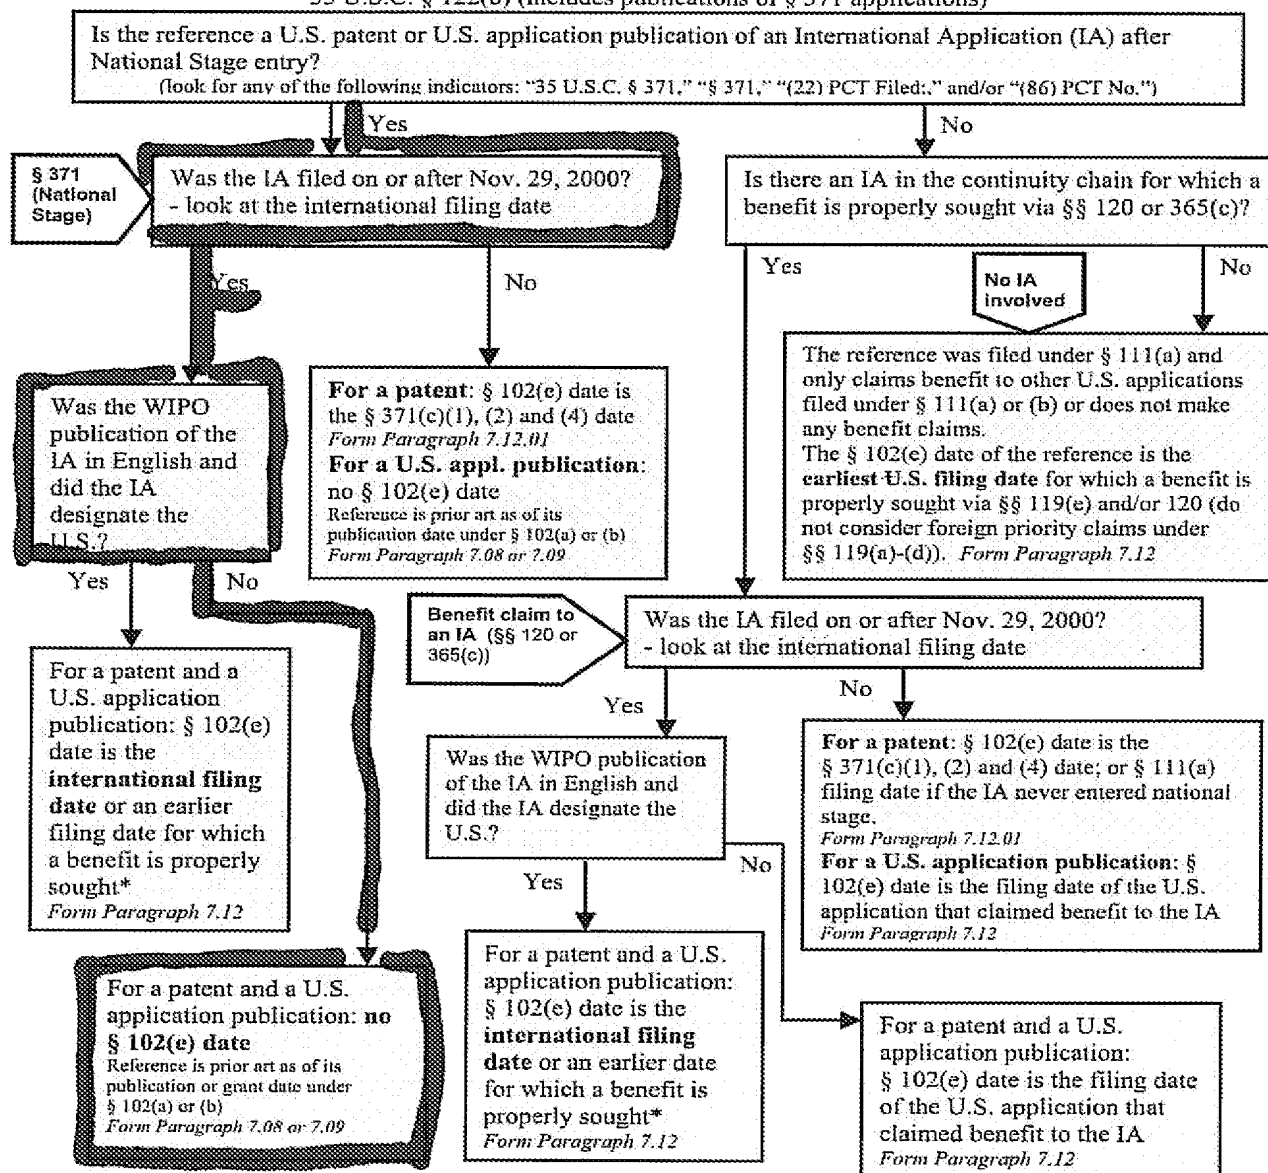 35 U.S.C. § 122(b) (includes publications of § 371 applications)
Is the reference a U.S. patent or U.S. application publication of an International Application (IA) after
National Stage entry?
(look for any of the following indicators: “35 U.S.C. § 371,” “§ 371,” “(22) PCT Filed:,” and/or “(86) PCT No.”)
Yes
No
§ 371
(National
Stage)
Was the IA filed on or after Nov. 29, 2000?
- look at the international filing date
Is there an IA in the continuity chain for which a
benefit is properly sought via §§ 120 or 365(c)?
Yes
No
Yes
No
No IA
involved
For a patent: § 102(e) date is
the § 371(c)(1), (2) and (4) date
Form Paragraph 7.12.01
For a U.S. appl. publication:
no § 102(e) date
Reference is prior art as of its
publication date under § 102(a) or (b)
Form Paragraph 7.08 or 7.09
The reference was filed under § 111(a) and
only claims benefit to other U.S. applications
filed under § 111(a) or (b) or does not make
any benefit claims.
The § 102(e) date of the reference is the
earliest U.S. filing date for which a benefit is
properly sought via §§ 119(e) and/or 120 (do
not consider foreign priority claims under
§§ 119(a)-(d)). Form Paragraph 7.12
Was the WIPO
publication of the
IA in English and
did the IA
designate the
U.S.?
Yes
No
Benefit claim to
an IA (§§ 120 or
365(c))
Was the IA filed on or after Nov. 29, 2000?
- look at the international filing date
Yes
No
For a patent and a
U.S. application
publication: § 102(e)
date is the
international filing
date or an earlier
filing date for which
a benefit is properly
sought*
Form Paragraph 7.12
Was the WIPO publication
of the IA in English and
did the IA designate the
U.S.?
Yes
No
For a patent: § 102(e) date is the
§ 371(c)(1), (2) and (4) date; or § 111(a)
filing date if the IA never entered national
stage.
Form Paragraph 7.12.01
For a U.S. application publication: §
102(e) date is the filing date of the U.S.
application that claimed benefit to the IA
Form Paragraph 7.12
For a patent and a U.S.
application publication: no
§ 102(e) date
Reference is prior art as of its
publication or grant date under
§ 102(a) or (b)
Form Paragraph 7.08 or 7.09
For a patent and a U.S.
application publication:
§ 102(e) date is the
international filing
date or an earlier date
for which a benefit is
properly sought*
Form Paragraph 7.12
For a patent and a U.S.
application publication:
§ 102(e) date is the filing date
of the U.S. application that
claimed benefit to the IA
Form Paragraph 7.12